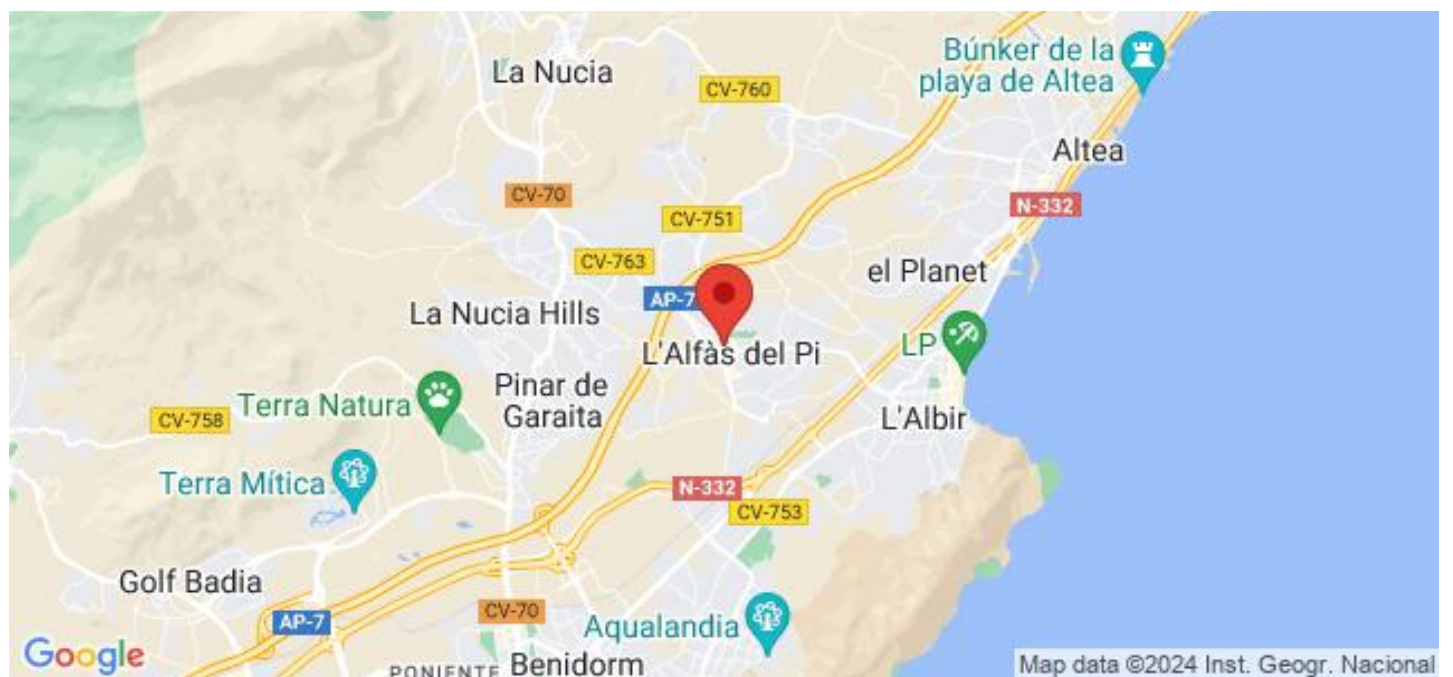 La Nucia
Búnker de la
playa de Altea
CV-760
Altea
CV-70
N-332
CV-751
CV-763
el Planet
AP-7
La Nucia Hills
LP
L'Alfàs del Pi
Pinar de
Garaita
Terra Natura
CV-758
L'Albir
Terra Mítica
N-332
CV-753
Golf Badia
AP-7
CV-70
Aqualandia
Google
PONIENTE
Benidorm
Map data ©2024 Inst. Geogr. Nacional